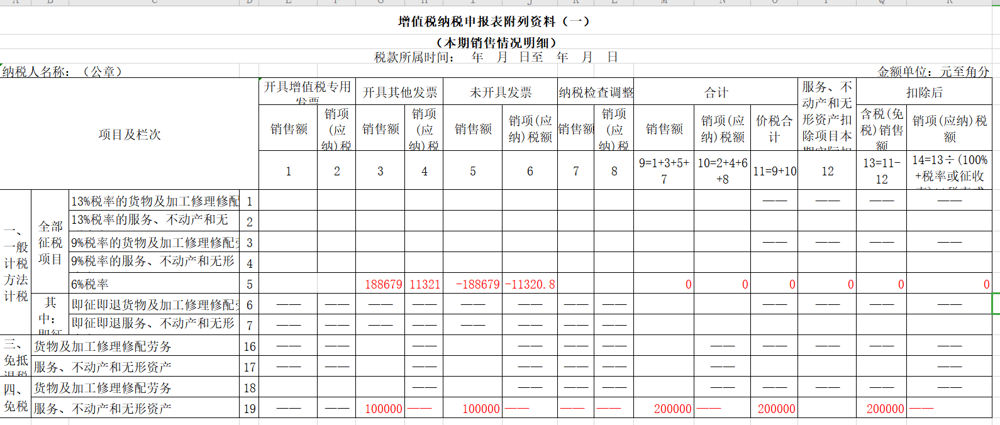 增值税纳税申报表附列资料（一）
（本期销售情况明细）
税款所属时间： 年 月 日至 年 月 日
纳税人名称：（公章）
金额单位：元至角分
项目及栏次
开具增值税专用发票
开具其他发票
未开具发票
纳税检查调整
合计
服务、不动产和无形资产扣除项目本
扣除后
销售额
销项(应纳)税
销售额
销项(应纳)税
销售额
销项(应纳)税额
销售额
销项(应纳)税
销售额
销项(应纳)税额
价税合计
含税(免税)销售额
销项(应纳)税额
1 2 3 4 5 6 7 8 9=1+3+5+7 10=2+4+6+8 11=9+10 12 13=11-12 14=13÷(100%+税率或征收
一、一般计税方法计税
全部征税项目
13%税率的货物及加工修理修配 1 —— —— —— ——
13%税率的服务、不动产和无 2
9%税率的货物及加工修理修配 3 —— —— —— ——
9%税率的服务、不动产和无形 4
6%税率 5 188679 11321 -188679 -11320.8 0 0 0 0 0 0
其中：
即征即退货物及加工修理修配 6 —— —— —— —— —— —— —— —— —— —— —— ——
即征即退服务、不动产和无形 7 —— —— —— —— —— —— —— ——
三、免抵
货物及加工修理修配劳务 16 —— —— —— —— —— —— —— —— —— —— ——
服务、不动产和无形资产 17 —— —— —— —— —— —— —— ——
四、免税
货物及加工修理修配劳务 18 —— —— —— —— —— —— —— —— ——
服务、不动产和无形资产 19 —— —— 100000 —— 100000 —— —— —— 200000 —— 200000 200000 ——